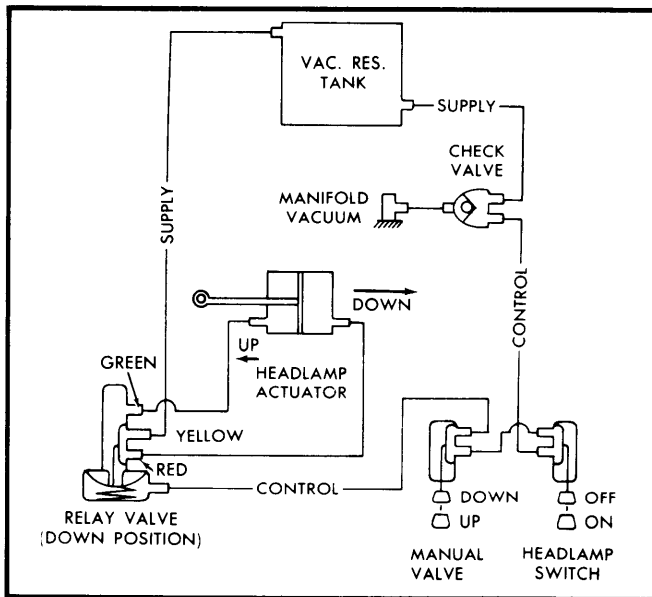 VAC. RES.
TANK
SUPPLY
CHECK
VALVE
MANIFOLD
VACUUM
SUPPLY
DOWN
CONTROL
UP
GREEN
HEADLAMP
ACTUATOR
YELLOW
RED
CONTROL
RELAY VALVE
(DOWN POSITION)
DOWN
UP
MANUAL
VALVE
OFF
ON
HEADLAMP
SWITCH